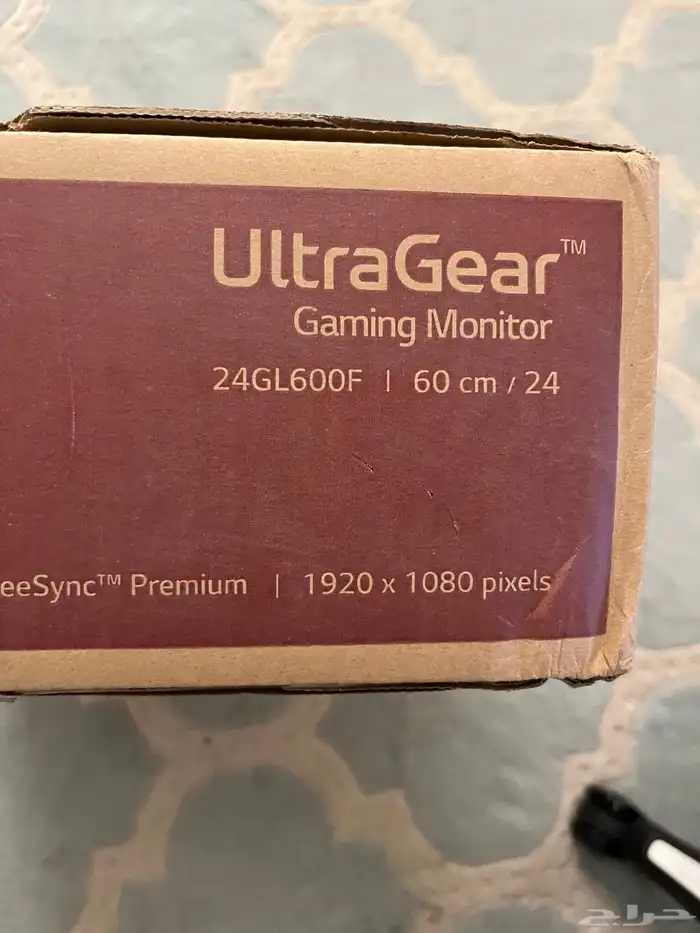 UltraGear™
Gaming Monitor
24GL600F | 60 cm / 24
eeSync™ Premium | 1920 x 1080 pixels
حراج